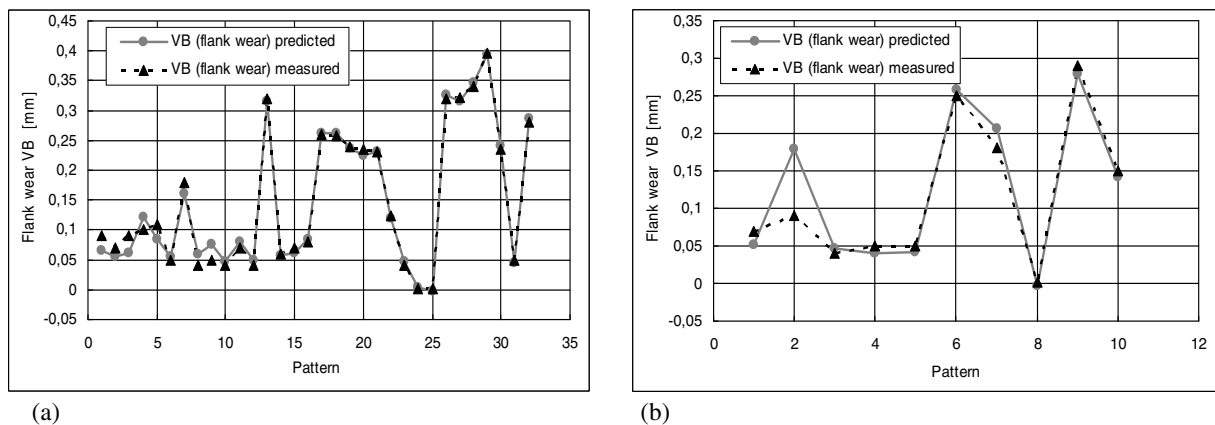 0,45
0,4
0,35
0,3
0,25
0,2
0,15
0,1
0,05
0
-0,05
Flank wear VB [mm]
VB (flank wear) predicted
VB (flank wear) measured
0 5 10 15 20 25 30 35
Pattern
(a)
0,35
0,3
0,25
0,2
0,15
0,1
0,05
0
-0,05
Flank wear VB [mm]
VB (flank wear) predicted
VB (flank wear) measured
0 2 4 6 8 10 12
Pattern
(b)